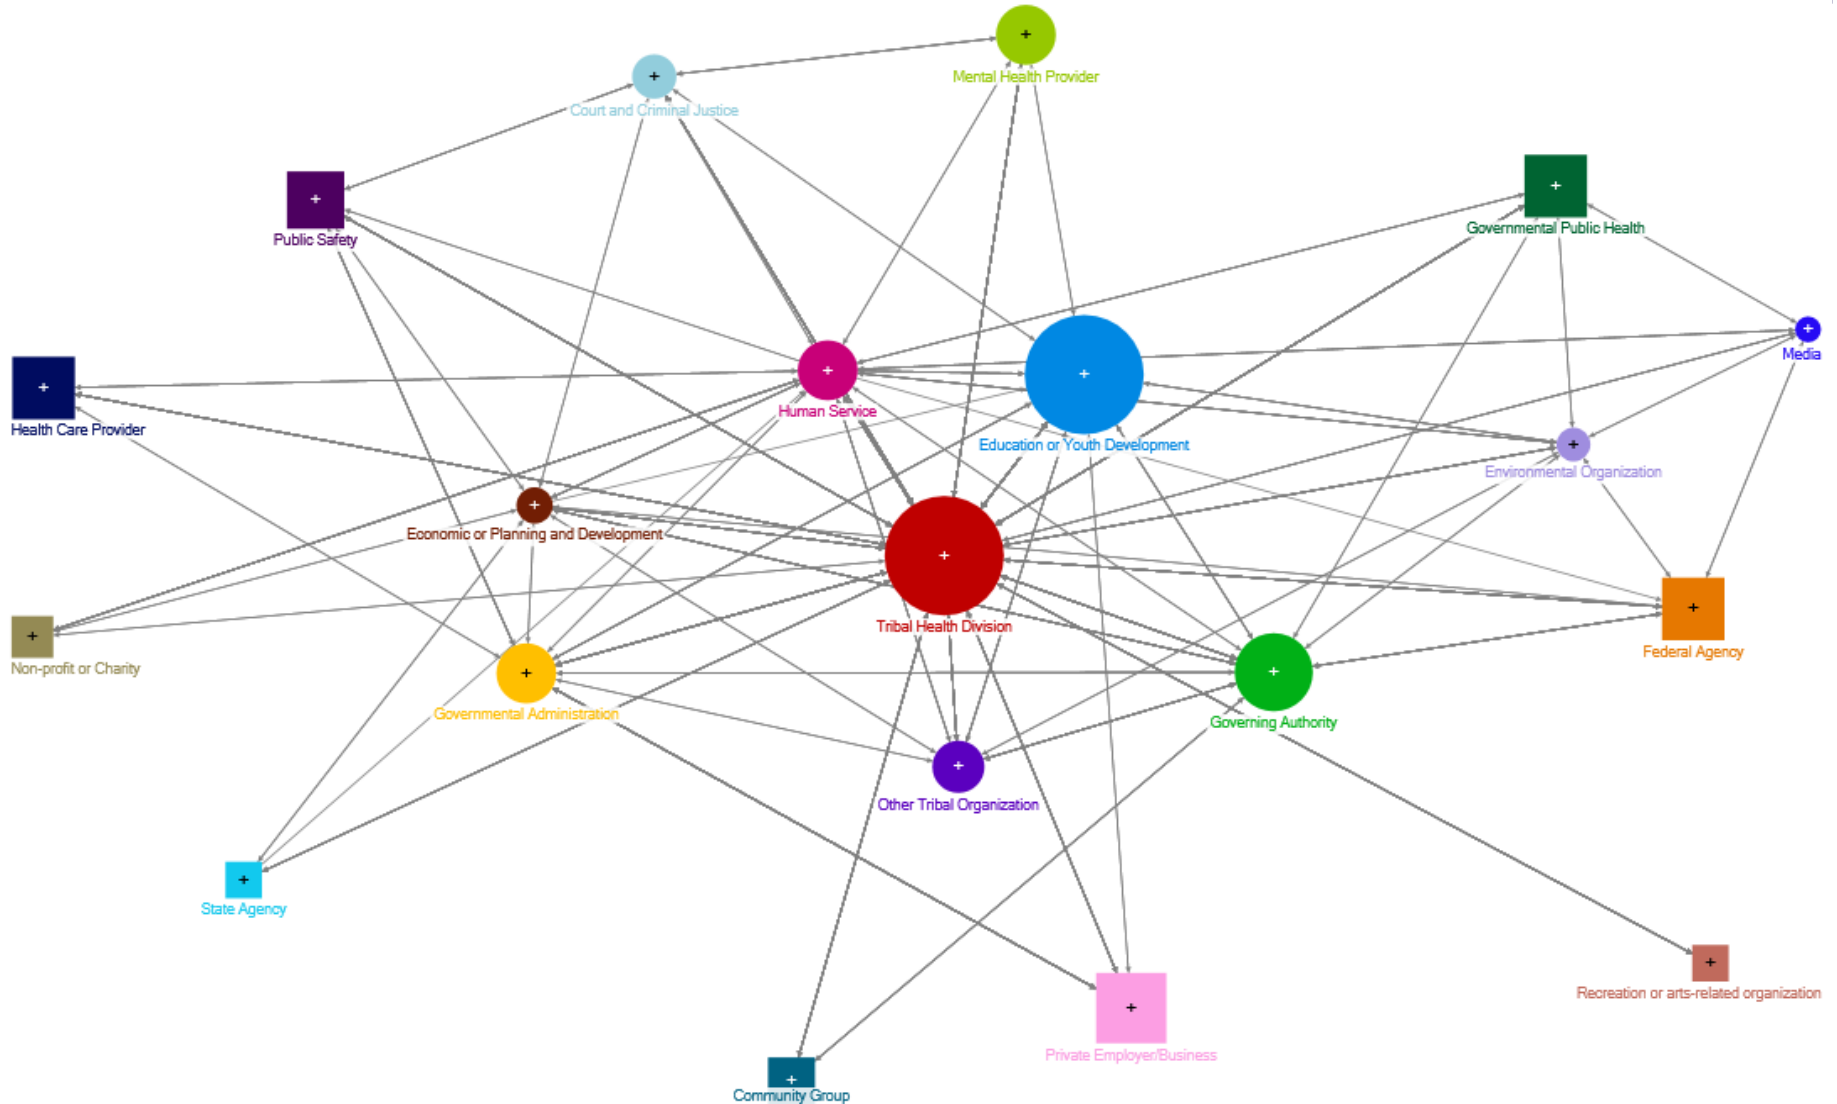 Mental Health Provider
Court and Criminal Justice
Governmental Public Health
Public Safety
Media
Human Service
Health Care Provider
Education or Youth Development
Environmental Organization
Economic or Planning and Development
Tribal Health Division
Federal Agency
Non-profit or Charity
Governmental Administration
Governing Authority
Other Tribal Organization
State Agency
Recreation or arts-related organization
Private Employer/Business
Community Group